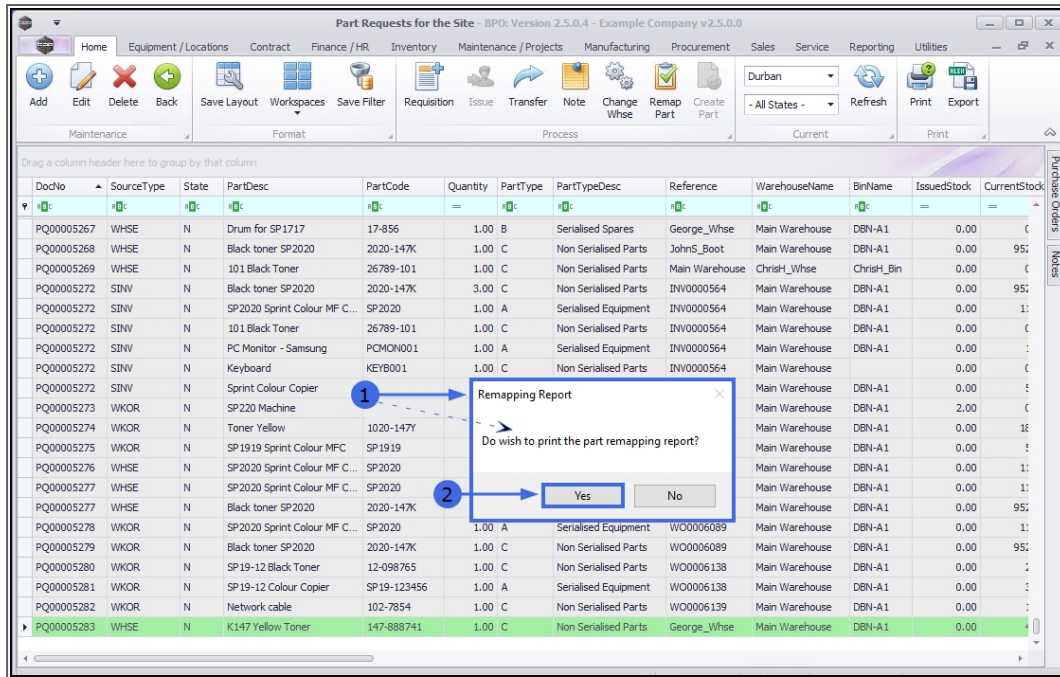 Part Requests for the Site - BPO: Version 2.5.0.4 - Example Company v2.5.0.0
Home Equipment / Locations Contract Finance / HR Inventory Maintenance / Projects Manufacturing Procurement Sales Service Reporting Utilities
Add Edit Delete Back Save Layout Workspaces Save Filter Requisition Issue Transfer Note Change Whse Remap Part Create Part Durban - All States - Refresh Print Export
Maintenance Format Process Current Print
Drag a column header here to group by that column
DocNo SourceType State PartDesc PartCode Quantity PartType PartTypeDesc Reference WarehouseName BinName IssuedStock CurrentStock
PQ00005267 WHSE N Drum for SP1717 17-856 1.00 B Serialised Spares George_Whse Main Warehouse DBN-A1 0.00
PQ00005268 WHSE N Black toner SP2020 2020-147K 1.00 C Non Serialised Parts JohnS_Boot Main Warehouse DBN-A1 0.00 952
PQ00005269 WHSE N 101 Black Toner 26789-101 1.00 C Non Serialised Parts Main Warehouse ChrisH_Whse ChrisH_Bin 0.00
PQ00005272 SINV N Black toner SP2020 2020-147K 3.00 C Non Serialised Parts INV0000564 Main Warehouse DBN-A1 0.00 952
PQ00005272 SINV N SP2020 Sprint Colour MF C... SP2020 1.00 A Serialised Equipment INV0000564 Main Warehouse DBN-A1 0.00
PQ00005272 SINV N 101 Black Toner 26789-101 1.00 C Non Serialised Parts INV0000564 Main Warehouse DBN-A1 0.00
PQ00005272 SINV N PC Monitor - Samsung PCMON001 1.00 A Serialised Equipment INV0000564 Main Warehouse DBN-A1 0.00
PQ00005272 SINV N Keyboard KEYB001 1.00 C Non Serialised Parts INV0000564 Main Warehouse 0.00
PQ00005272 SINV N Sprint Colour Copier Main Warehouse DBN-A1 0.00
PQ00005273 WKOR N SP220 Machine Main Warehouse DBN-A1 2.00
PQ00005274 WKOR N Toner Yellow 1020-147Y Main Warehouse DBN-A1 0.00
PQ00005275 WKOR N SP1919 Sprint Colour MFC SP1919 Main Warehouse DBN-A1 0.00
PQ00005276 WHSE N SP2020 Sprint Colour MF C... SP2020 Main Warehouse DBN-A1 0.00
PQ00005277 WHSE N SP2020 Sprint Colour MF C... SP2020 Main Warehouse DBN-A1 0.00
PQ00005277 WHSE N Black toner SP2020 2020-147K Main Warehouse DBN-A1 0.00 952
PQ00005278 WKOR N SP2020 Sprint Colour MF C... SP2020 1.00 A Serialised Equipment WO0006089 Main Warehouse DBN-A1 0.00
PQ00005279 WKOR N Black toner SP2020 2020-147K 1.00 C Non Serialised Parts WO0006089 Main Warehouse DBN-A1 0.00 952
PQ00005280 WKOR N SP19-12 Black Toner 12-098765 1.00 C Non Serialised Parts WO0006138 Main Warehouse DBN-A1 0.00
PQ00005281 WKOR N SP19-12 Colour Copier SP19-123456 1.00 A Serialised Equipment WO0006138 Main Warehouse DBN-A1 0.00
PQ00005282 WKOR N Network cable 102-7854 1.00 C Non Serialised Parts WO0006139 Main Warehouse DBN-A1 0.00
PQ00005283 WHSE N K147 Yellow Toner 147-888741 1.00 C Non Serialised Parts George_Whse Main Warehouse DBN-A1 0.00
1
Remapping Report
Do wish to print the part remapping report?
2
Yes No
Purchase Orders
Notes